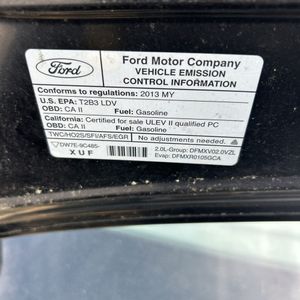 Ford
Ford Motor Company
VEHICLE EMISSION
CONTROL INFORMATION
Conforms to regulations: 2013 MY
U.S. EPA: T2B3 LDV
OBD: CA II Fuel: Gasoline
California: Certified for sale ULEV II qualified PC
OBD: CA II Fuel: Gasoline
TWC/HO2S/SFI/AFS/EGR No adjustments needed.
DW7E-9C485-
XUF
2.0L-Group: DFMXV02.0VZL
Evap: DFMXR0105GCA